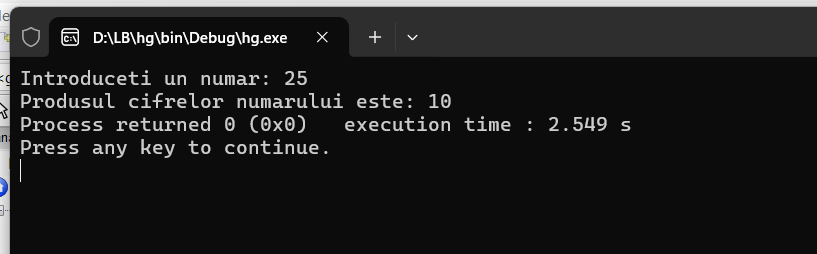 D:\LB\hg\bin\Debug\hg.exe
Introduceti un numar: 25
Produsul cifrelor numarului este: 10
Process returned 0 (0x0)   execution time : 2.549 s
Press any key to continue.